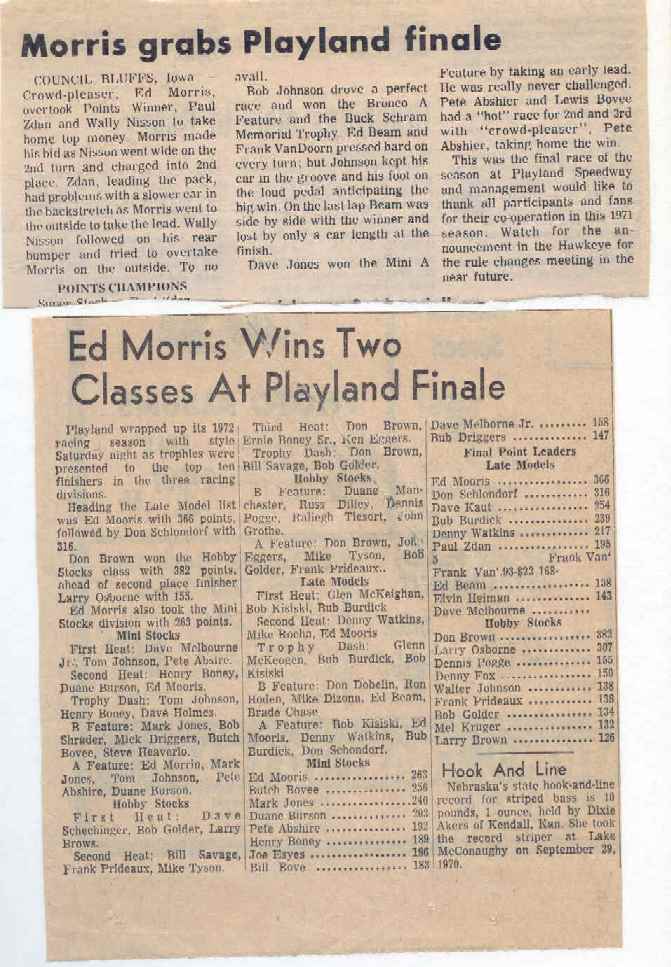 Morris grabs Playland finale
COUNCIL BLUFFS, Iowa -
Crowd-pleaser, Ed Morris,
overtook Points Winner, Paul
Zdan and Wally Nisson to take
home top money. Morris made
his bid as Nisson went wide on the
2nd turn and charged into 2nd
place. Zdan, leading the pack,
had problems with a slower car in
the backstretch as Morris went to
the outside to take the lead. Wally
Nisson followed on his rear
bumper and tried to overtake
Morris on the outside. To no
POINTS CHAMPIONS
avail.
Bob Johnson drove a perfect
race and won the Bronco A
Feature and the Buck Schram
Memorial Trophy. Ed Beam and
Frank VanDoorn pressed hard on
every turn; but Johnson kept his
car in the groove and his foot on
the loud pedal anticipating the
big win. On the last lap Beam was
side by side with the winner and
lost by only a car length at the
finish.
Dave Jones won the Mini A
Feature by taking an early lead.
He was really never challenged.
Pete Abshier and Lewis Bovee
had a "hot" race for 2nd and 3rd
with "crowd-pleaser", Pete
Abshier, taking home the win.
This was the final race of the
season at Playland Speedway
and management would like to
thank all participants and fans
for their co-operation in this 1971
season. Watch for the an-
nouncement in the Hawkeye for
the rule changes meeting in the
near future.
Ed Morris Wins Two
Classes At Playland Finale
Playland wrapped up its 1972
racing season with style
Saturday night as trophies were
presented to the top ten
finishers in the three racing
divisions.
Heading the Late Model list
was Ed Mooris with 366 points,
followed by Don Schlondorf with
316.
Don Brown won the Hobby
Stocks class with 382 points,
ahead of second place finisher
Larry Osborne with 155.
Ed Morris also took the Mini
Stocks division with 263 points.
Mini Stocks
First Heat: Dave Melbourne
Jr., Tom Johnson, Pete Absire.
Second Heat: Henry Boney,
Duane Burson, Ed Mooris.
Trophy Dash: Tom Johnson,
Henry Boney, Dave Holmes.
B Feature: Mark Jones, Bob
Shrader, Mick Driggers, Butch
Bovee, Steve Heaverlo.
A Feature: Ed Morrio, Mark
Jones, Tom Johnson, Pete
Abshire, Duane Burson.
Hobby Stocks
First Heat: Dave
Schechinger, Bob Golder, Larry
Brows.
Second Heat: Bill Savage,
Frank Prideaux, Mike Tyson.
Third Heat: Don Brown,
Ernie Boney Sr., Ken Eggers.
Trophy Dash: Don Brown,
Bill Savage, Bob Golder.
Hobby Stocks
B Feature: Duane Man-
chester, Russ Dilley, Dennis
Pogge, Raliegh Tiesort, John
Grothe.
A Feature: Don Brown, Jon
Eggers, Mike Tyson, Bob
Golder, Frank Prideaux..
Late Models
First Heat: Glen McKeighan,
Bob Kisiski, Bub Burdick
Second Heat: Denny Watkins,
Mike Roehn, Ed Mooris
Trophy Dash: Glenn
McKeogen, Bub Burdick, Bob
Kisiski
B Feature: Don Dobelin, Ron
Hoden, Mike Dizona, Ed Beam,
Brade Chase
A Feature: Bob Kisiski, Ed
Mooris, Denny Watkins, Bub
Burdick, Don Schondorf.
Mini Stocks
Ed Mooris ................ 263
Butch Bovee .............. 256
Mark Jones ............... 240
Duane Burson ............. 203
Pete Abshire ............. 192
Henry Boney .............. 189
Joe Esyes ................ 186
Bill Bove ................ 183
Dave Melborne Jr. ......... 158
Bub Driggers .............. 147
Final Point Leaders
Late Models
Ed Mooris ................. 366
Don Schlondorf ............ 316
Dave Kaut ................. 254
Bub Burdick ............... 239
Denny Watkins ............. 217
Paul Zdan ................. 195
5 Frank Van'
Frank Van'.93-$23 168-
Ed Beam ................... 158
Elvin Heiman .............. 143
Dave Melbourne ...........
Hobby Stocks
Don Brown ................. 382
Larry Osborne ............. 307
Dennis Pogge .............. 155
Denny Fox ................. 150
Walter Johnson ............ 138
Frank Prideaux ............ 138
Bob Golder ................ 134
Mel Kruger ................ 132
Larry Brown ............... 126
Hook And Line
Nebraska's state hook-and-line
record for striped bass is 10
pounds, 1 ounce, held by Dixie
Akers of Kendall, Kan. She took
the record striper at Lake
McConaughy on September 29,
1970.